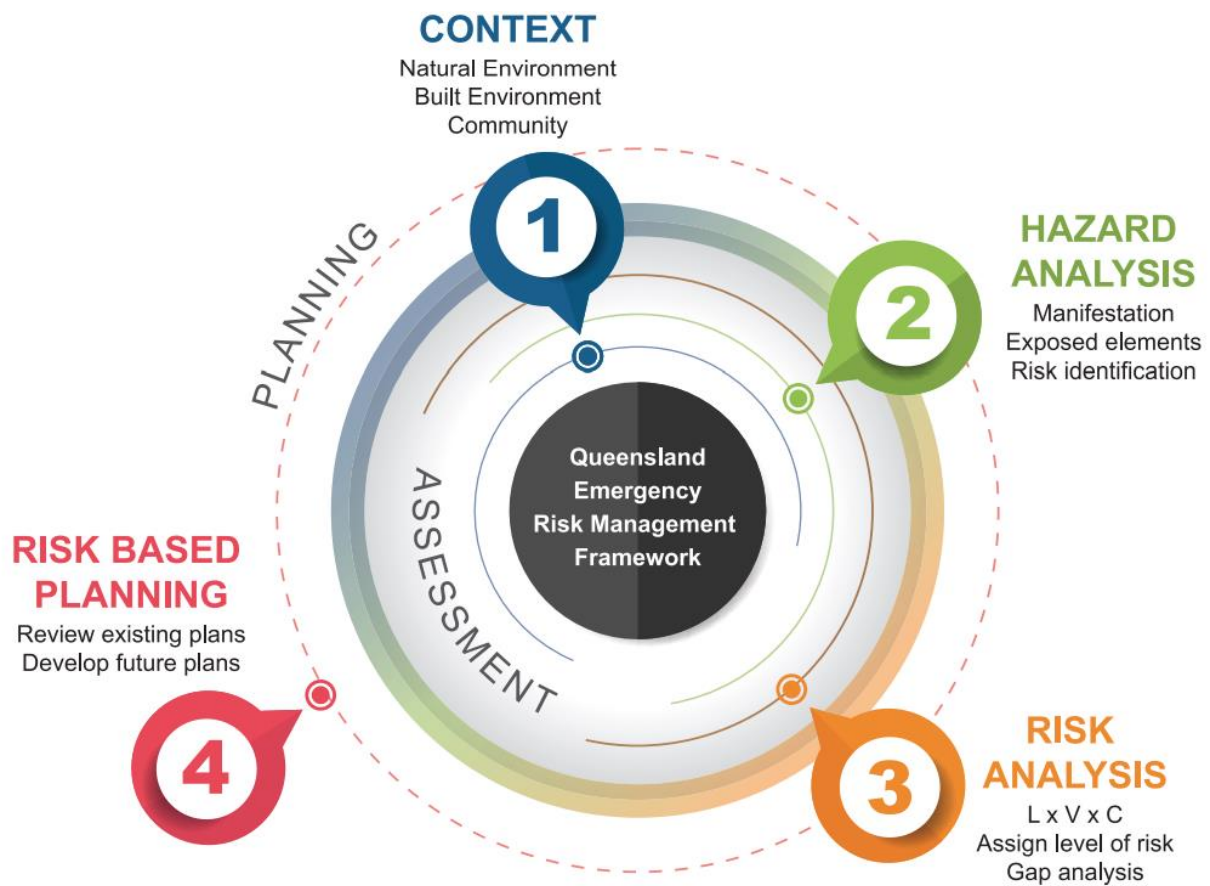 CONTEXT
Natural Environment
Built Environment
Community
1
PLANNING
2
HAZARD
ANALYSIS
Manifestation
Exposed elements
Risk identification
ASSESSMENT
Queensland
Emergency
Risk Management
Framework
3
RISK
ANALYSIS
L x V x C
Assign level of risk
Gap analysis
RISK BASED
PLANNING
Review existing plans
Develop future plans
4